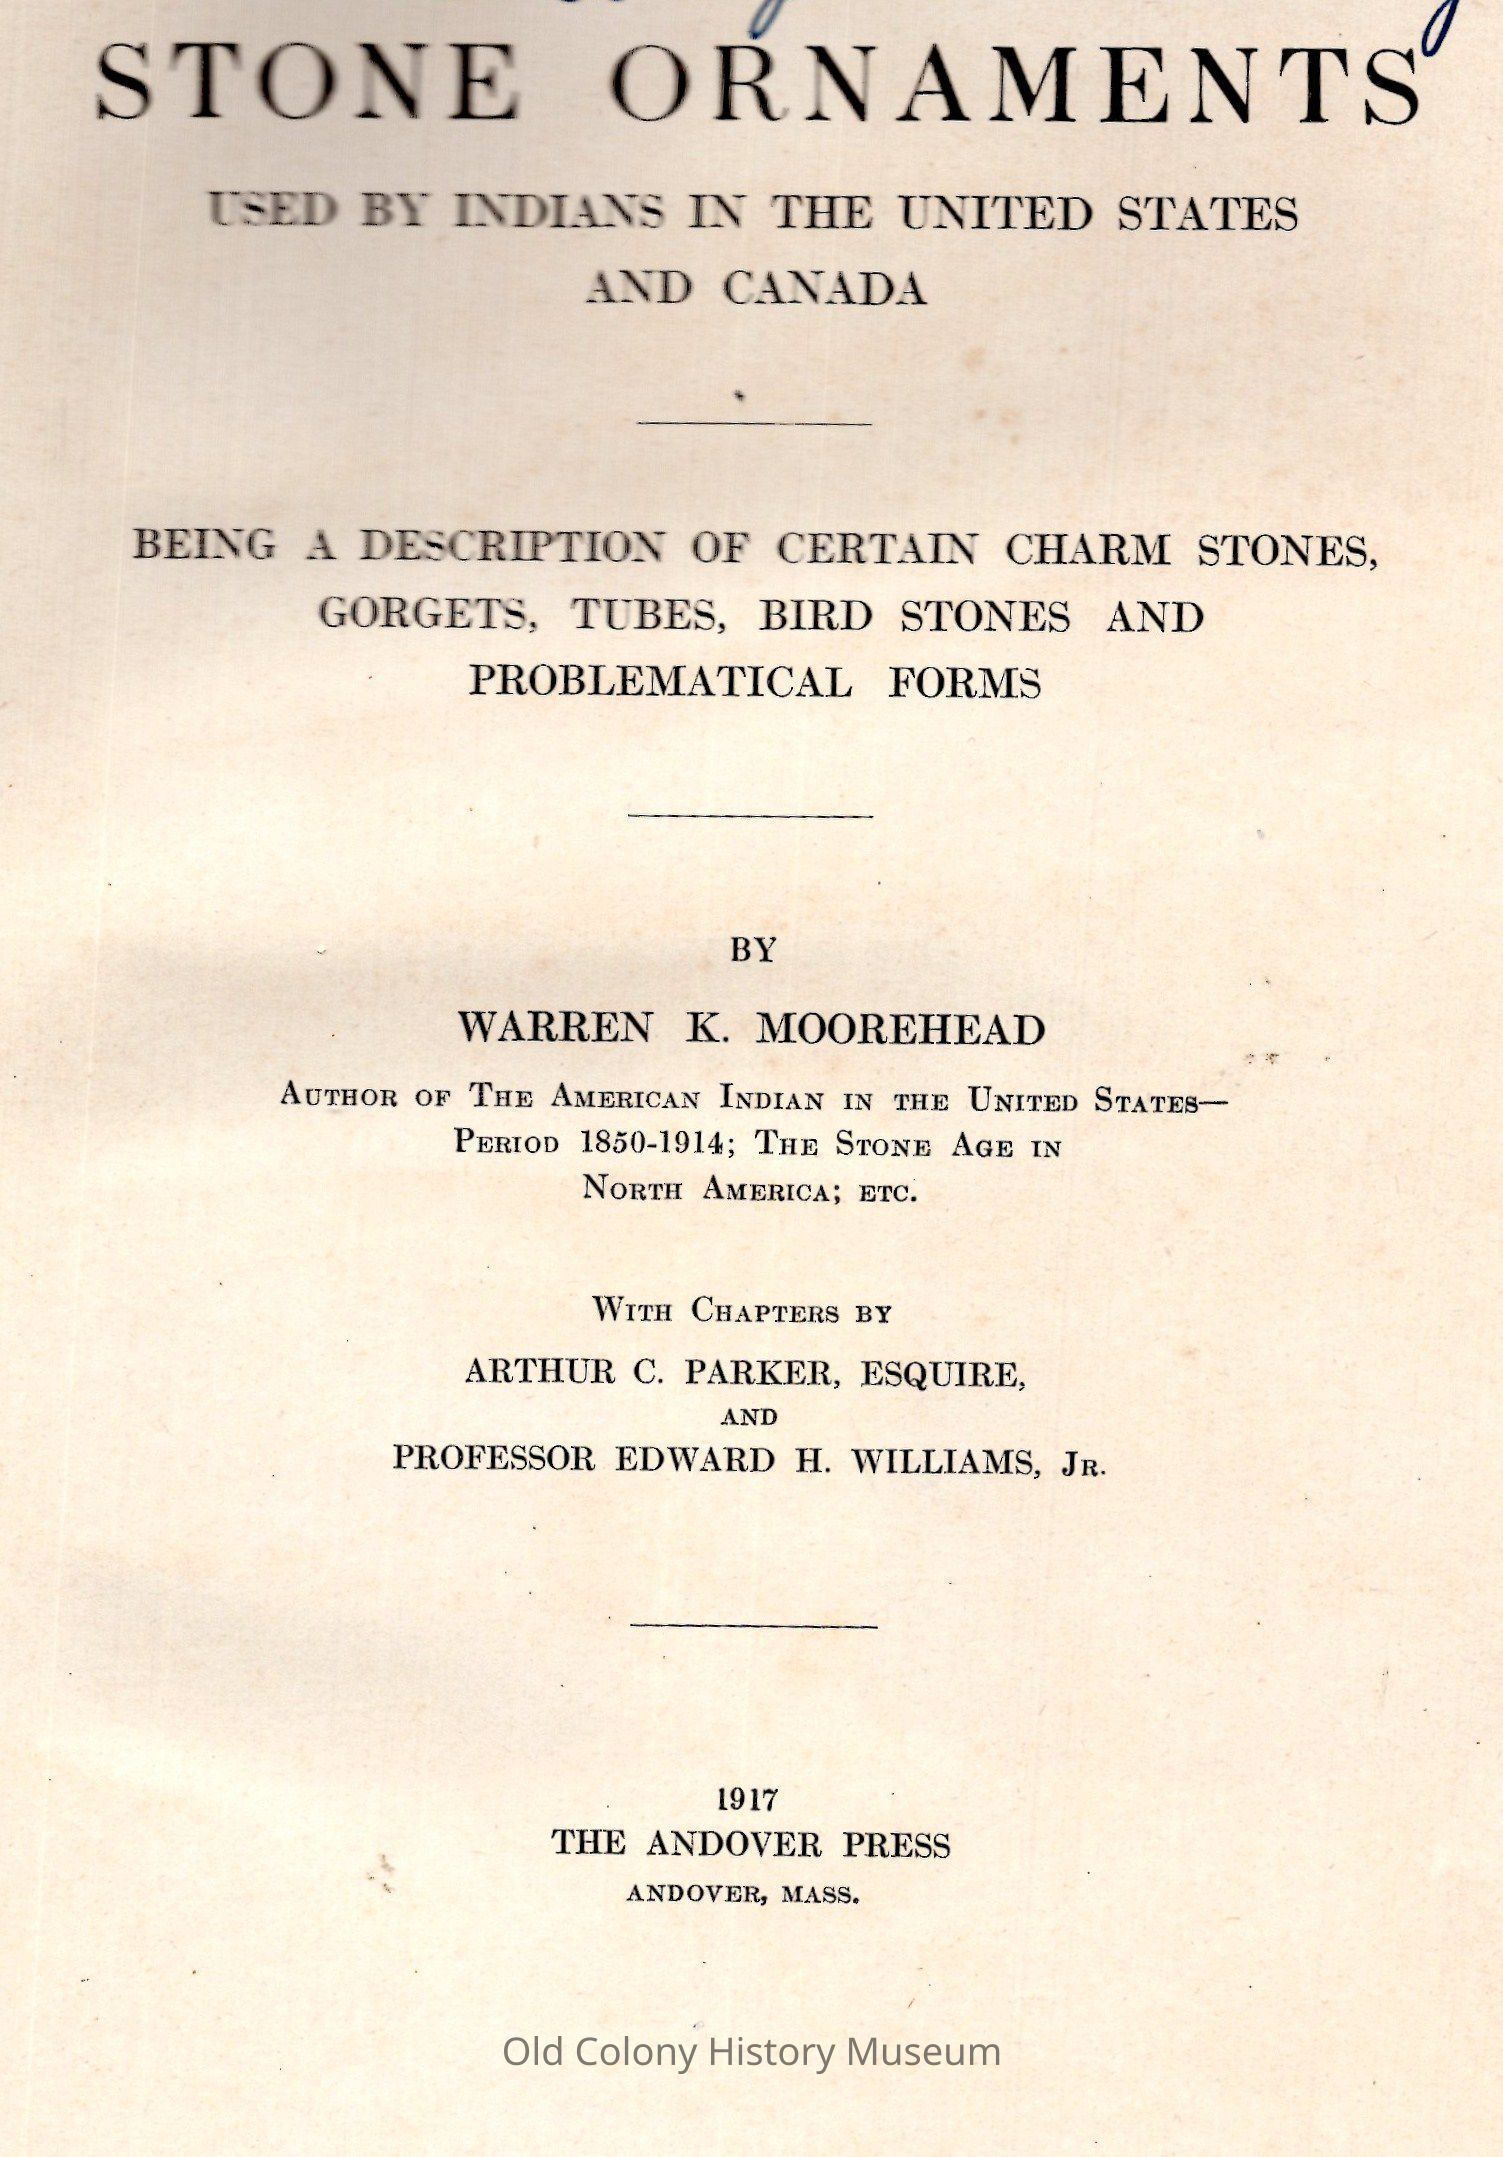 STONE ORNAMENTS
USED BY INDIANS IN THE UNITED STATES
AND CANADA
BEING A DESCRIPTION OF CERTAIN CHARM STONES,
GORGETS, TUBES, BIRD STONES AND
PROBLEMATICAL FORMS
BY
WARREN K. MOOREHEAD
AUTHOR OF THE AMERICAN INDIAN IN THE UNITED STATES—
PERIOD 1850-1914; THE STONE AGE IN
NORTH AMERICA; ETC.
WITH CHAPTERS BY
ARTHUR C. PARKER, ESQUIRE,
AND
PROFESSOR EDWARD H. WILLIAMS, JR.
1917
THE ANDOVER PRESS
ANDOVER, MASS.
Old Colony History Museum